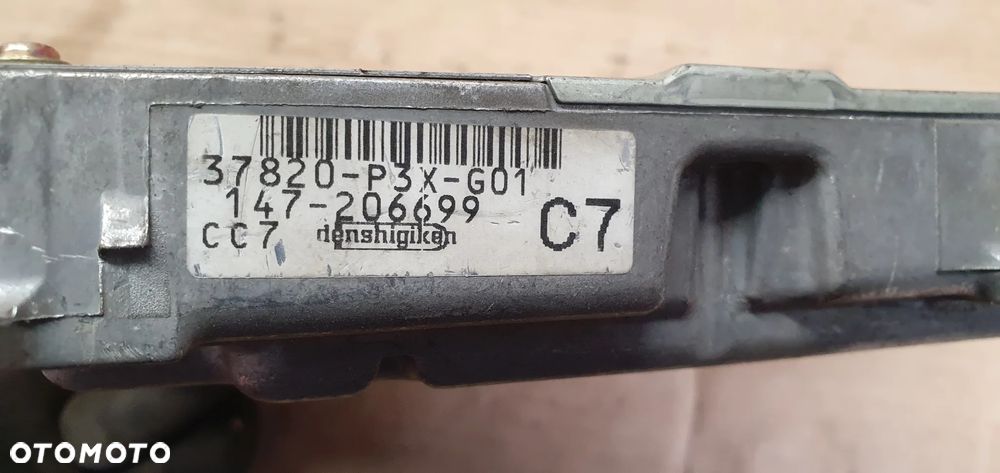 37820-P3X-G01
147-206699
CC7 denshigiken C7
OTOMOTO